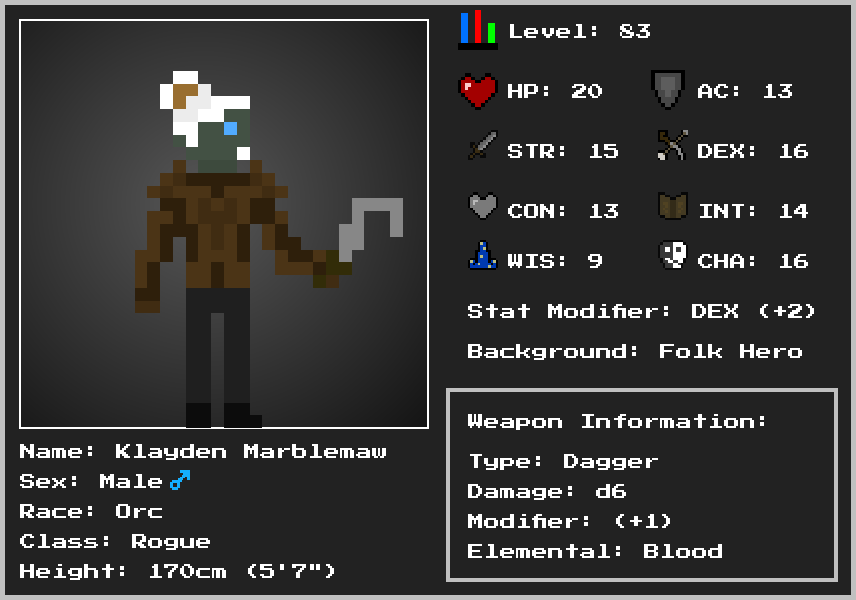 Level: 83
HP: 20
AC: 13
STR: 15
DEX: 16
CON: 13
INT: 14
WIS: 9
CHA: 16
Stat Modifier: DEX (+2)
Background: Folk Hero
Name: Klayden Marblemaw
Sex: Male ♂
Race: Orc
Class: Rogue
Height: 170cm (5'7")
Weapon Information:
Type: Dagger
Damage: d6
Modifier: (+1)
Elemental: Blood